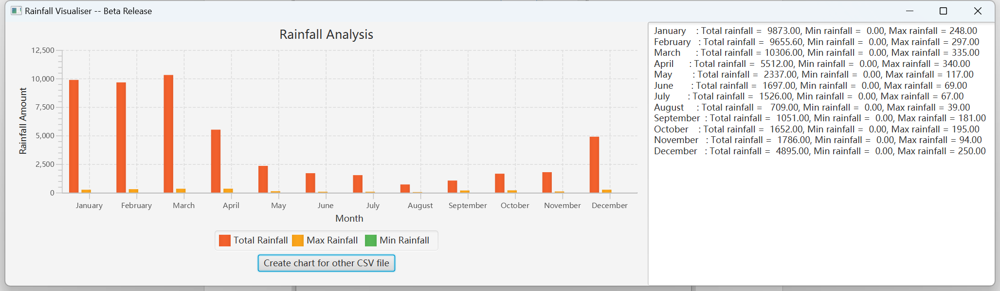 Rainfall Visualiser -- Beta Release
Rainfall Analysis
12,500
10,000
7,500
5,000
2,500
0
Rainfall Amount
January February March April May June July August September October November December
Month
Total Rainfall Max Rainfall Min Rainfall
Create chart for other CSV file
January : Total rainfall = 9873.00, Min rainfall = 0.00, Max rainfall = 248.00
February : Total rainfall = 9655.60, Min rainfall = 0.00, Max rainfall = 297.00
March : Total rainfall = 10306.00, Min rainfall = 0.00, Max rainfall = 335.00
April : Total rainfall = 5512.00, Min rainfall = 0.00, Max rainfall = 340.00
May : Total rainfall = 2337.00, Min rainfall = 0.00, Max rainfall = 117.00
June : Total rainfall = 1697.00, Min rainfall = 0.00, Max rainfall = 69.00
July : Total rainfall = 1526.00, Min rainfall = 0.00, Max rainfall = 67.00
August : Total rainfall = 709.00, Min rainfall = 0.00, Max rainfall = 39.00
September : Total rainfall = 1051.00, Min rainfall = 0.00, Max rainfall = 181.00
October : Total rainfall = 1652.00, Min rainfall = 0.00, Max rainfall = 195.00
November : Total rainfall = 1786.00, Min rainfall = 0.00, Max rainfall = 94.00
December : Total rainfall = 4895.00, Min rainfall = 0.00, Max rainfall = 250.00